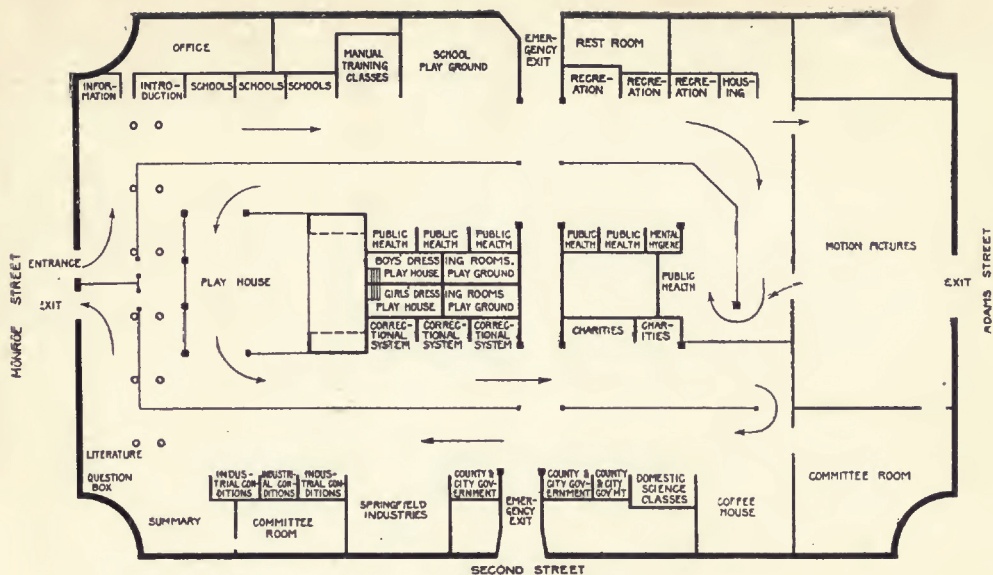 OFFICE
MANUAL
TRAINING
CLASSES
SCHOOL
PLAY GROUND
EMER-
GENCY
EXIT
REST ROOM
INFOR-
MATION
INTRO-
DUCTION
SCHOOLS
SCHOOLS
SCHOOLS
RECRE-
ATION
RECRE-
ATION
RECRE-
ATION
HOUS-
ING
MONROE STREET
ENTRANCE
EXIT
PLAY HOUSE
PUBLIC
HEALTH
PUBLIC
HEALTH
PUBLIC
HEALTH
BOYS' DRESSING ROOMS.
PLAY HOUSE
PLAY GROUND
GIRLS' DRESSING ROOMS
PLAY HOUSE
PLAY GROUND
CORREC-
TIONAL
SYSTEM
CORREC-
TIONAL
SYSTEM
CORREC-
TIONAL
SYSTEM
PUBLIC
HEALTH
PUBLIC
HEALTH
MENTAL
HYGIENE
PUBLIC
HEALTH
CHARITIES
CHAR-
ITIES
MOTION PICTURES
EXIT
ADAMS STREET
LITERATURE
QUESTION
BOX
SUMMARY
INDUS-
TRIAL CON-
DITIONS
INDUSTRI-
AL CON-
DITIONS
INDUS-
TRIAL CON-
DITIONS
COMMITTEE
ROOM
SPRINGFIELD
INDUSTRIES
COUNTY &
CITY GOV-
ERNMENT
EMER-
GENCY
EXIT
COUNTY &
CITY GOV-
ERNMENT
COUNTY
& CITY
GOV'M'T
DOMESTIC
SCIENCE
CLASSES
COFFEE
HOUSE
COMMITTEE ROOM
SECOND STREET